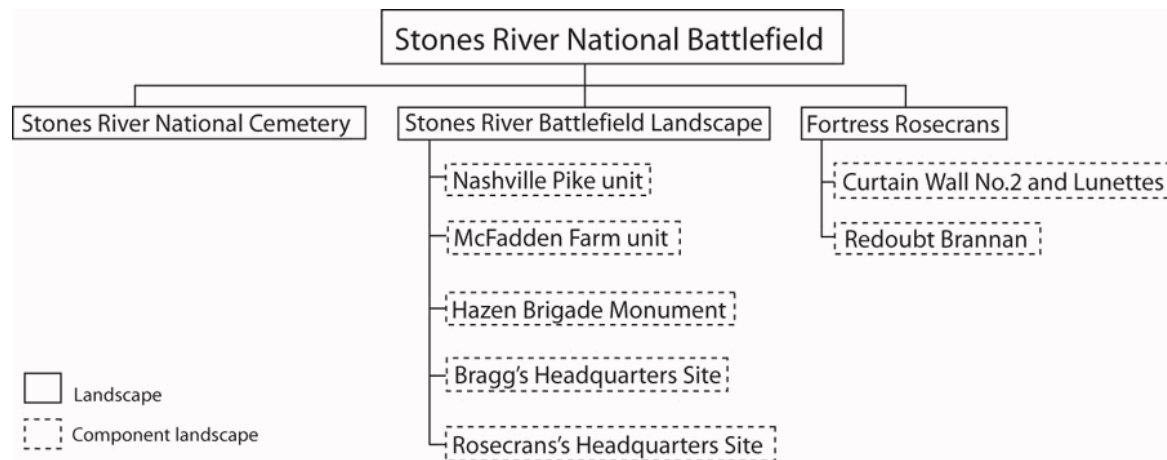 Stones River National Battlefield
Stones River National Cemetery
Stones River Battlefield Landscape
Fortress Rosecrans
Nashville Pike unit
McFadden Farm unit
Hazen Brigade Monument
Bragg's Headquarters Site
Rosecrans's Headquarters Site
Curtain Wall No.2 and Lunettes
Redoubt Brannan
Landscape
Component landscape